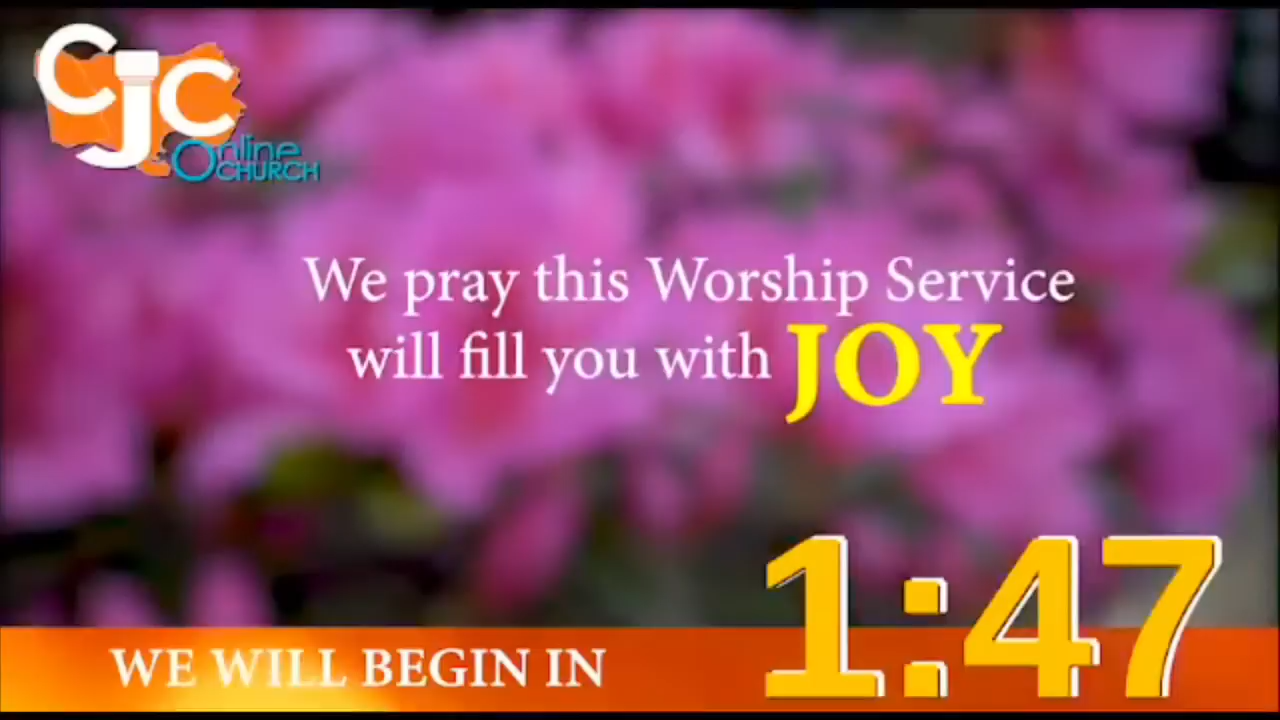 CJC
Online
CHURCH
We pray this Worship Service
will fill you with JOY
WE WILL BEGIN IN
1:47